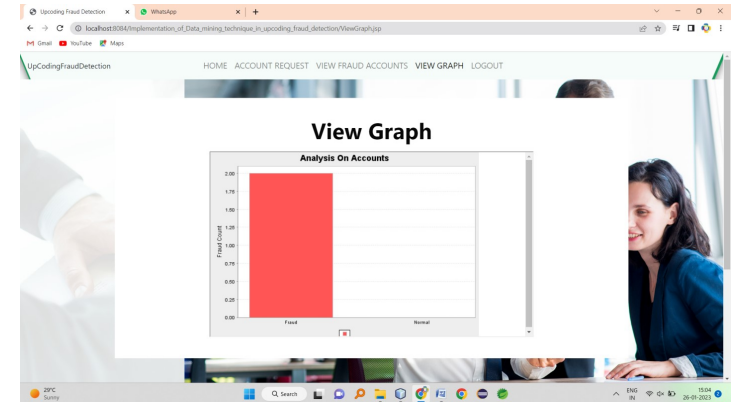 Upcoding Fraud Detection
WhatsApp
localhost:8084/Implementation_of_Data_mining_technique_in_upcoding_fraud_detection/ViewGraph.jsp
Gmail YouTube Maps
UpCodingFraudDetection HOME ACCOUNT REQUEST VIEW FRAUD ACCOUNTS VIEW GRAPH LOGOUT
View Graph
Analysis On Accounts
2.00
1.75
1.50
1.25
1.00
0.75
0.50
0.25
0.00
Fraud Count
Fraud Normal
29°C
Sunny
Search
ENG
IN
15:04
26-01-2023